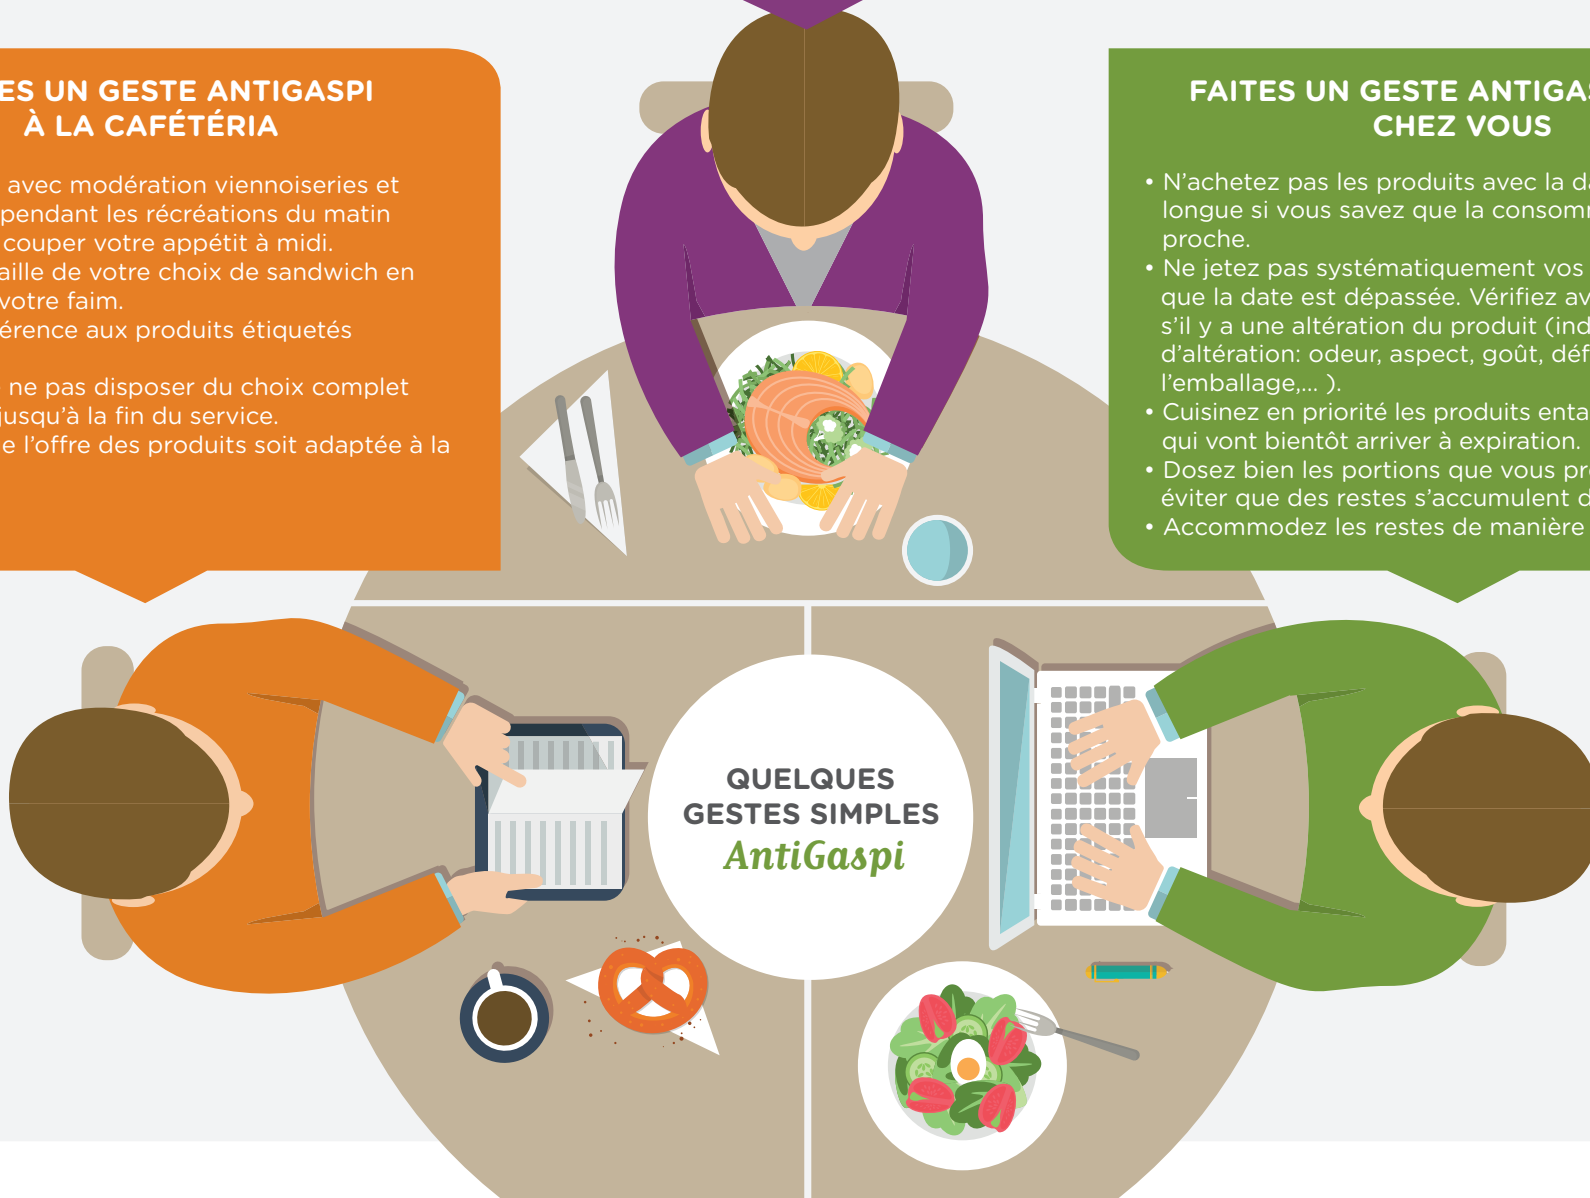 ES UN GESTE ANTIGASPI
À LA CAFÉTÉRIA
avec modération viennoiseries et
pendant les récréations du matin
couper votre appétit à midi.
aille de votre choix de sandwich en
votre faim.
érence aux produits étiquetés
ne pas disposer du choix complet
jusqu'à la fin du service.
e l'offre des produits soit adaptée à la
FAITES UN GESTE ANTIGAS
CHEZ VOUS
• N'achetez pas les produits avec la da
longue si vous savez que la consomm
proche.
• Ne jetez pas systématiquement vos
que la date est dépassée. Vérifiez av
s'il y a une altération du produit (ind
d'altération: odeur, aspect, goût, déf
l'emballage,... ).
• Cuisinez en priorité les produits enta
qui vont bientôt arriver à expiration.
• Dosez bien les portions que vous pr
éviter que des restes s'accumulent d
• Accommodez les restes de manière
QUELQUES
GESTES SIMPLES
AntiGaspi